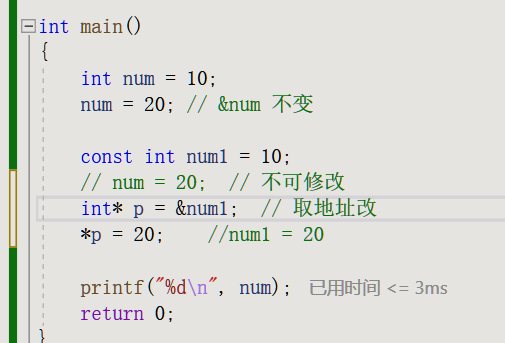 int main()
{
int num = 10;
num = 20; // &num 不变
const int num1 = 10;
// num = 20;  // 不可修改
int* p = &num1;  // 取地址改
*p = 20;    //num1 = 20
printf("%d\n", num); 已用时间 <= 3ms
return 0;
}